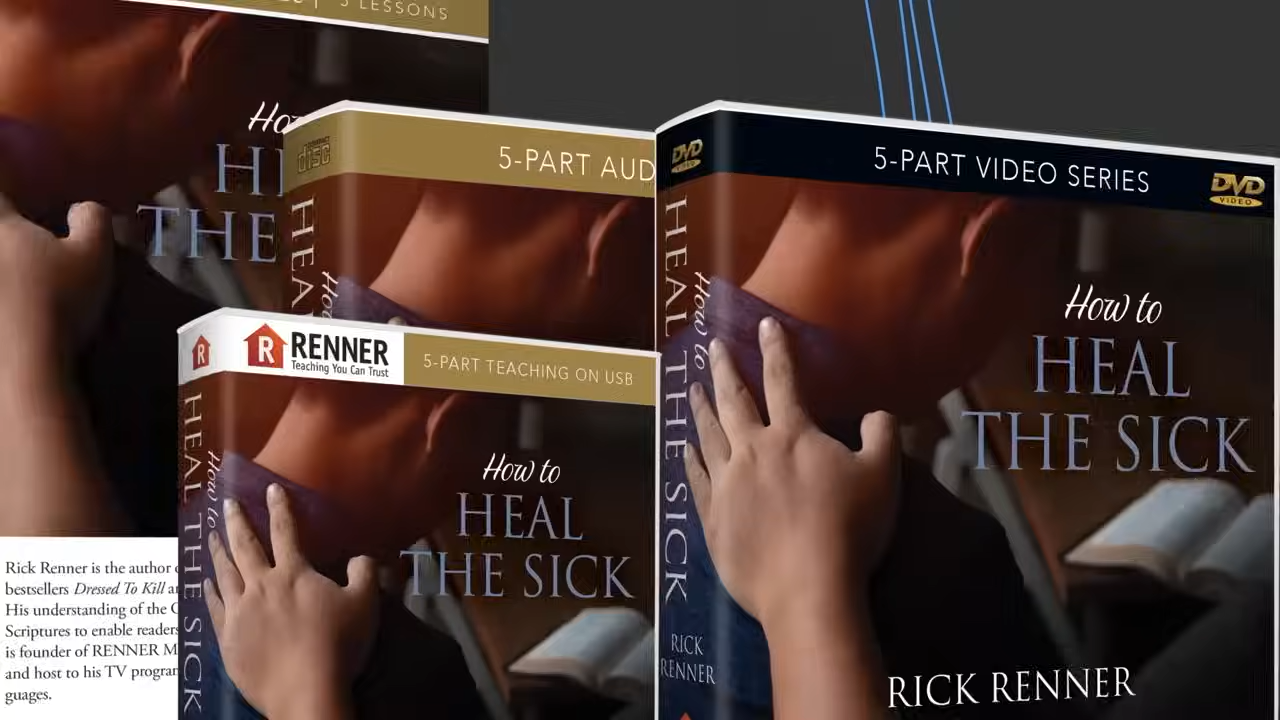 5 LESSONS
How
THE
Rick Renner is the author
bestsellers Dressed To Kill
His understanding of the
Scriptures to enable readers
is founder of RENNER
and host to his TV program
guages.
disc
5-PART AUD
HEAL
How
R
R
RENNER
Teaching You Can Trust
5-PART TEACHING ON USB
How to
HEAL THE SICK
How to
HEAL
THE SICK
DVD
VIDEO
5-PART VIDEO SERIES
DVD
VIDEO
How to
HEAL THE SICK
RICK
RENNER
How to
HEAL
THE SICK
RICK RENNER